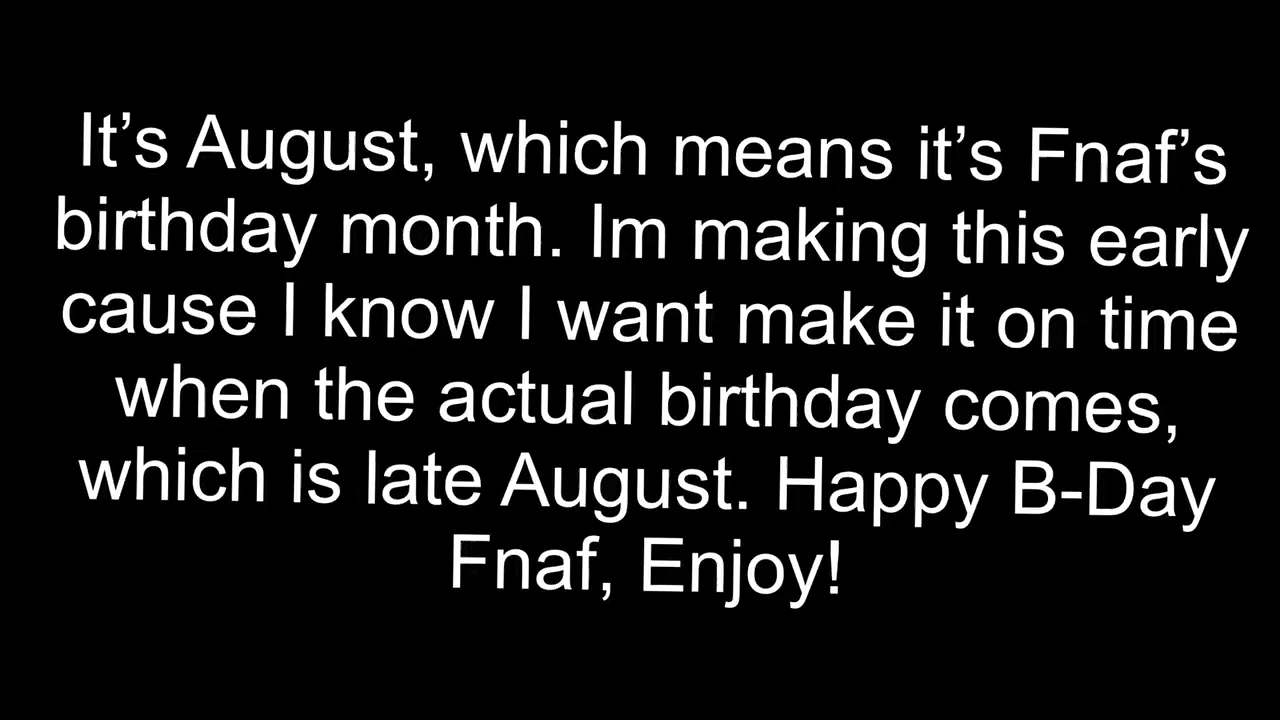 It’s August, which means it’s Fnaf’s
birthday month. Im making this early
cause I know I want make it on time
when the actual birthday comes,
which is late August. Happy B-Day
Fnaf, Enjoy!